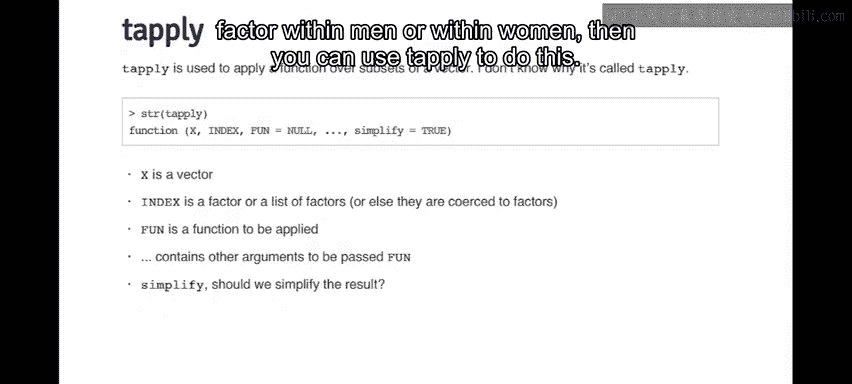 tapply
factor within men or within women, then
you can use tapply to do this.
tapply is used to apply a function over subsets of a vector. I don't know why it's called tapply.
> str(tapply)
function (X, INDEX, FUN = NULL, ..., simplify = TRUE)
· X is a vector
· INDEX is a factor or a list of factors (or else they are coerced to factors)
· FUN is a function to be applied
· ... contains other arguments to be passed FUN
· simplify, should we simplify the result?